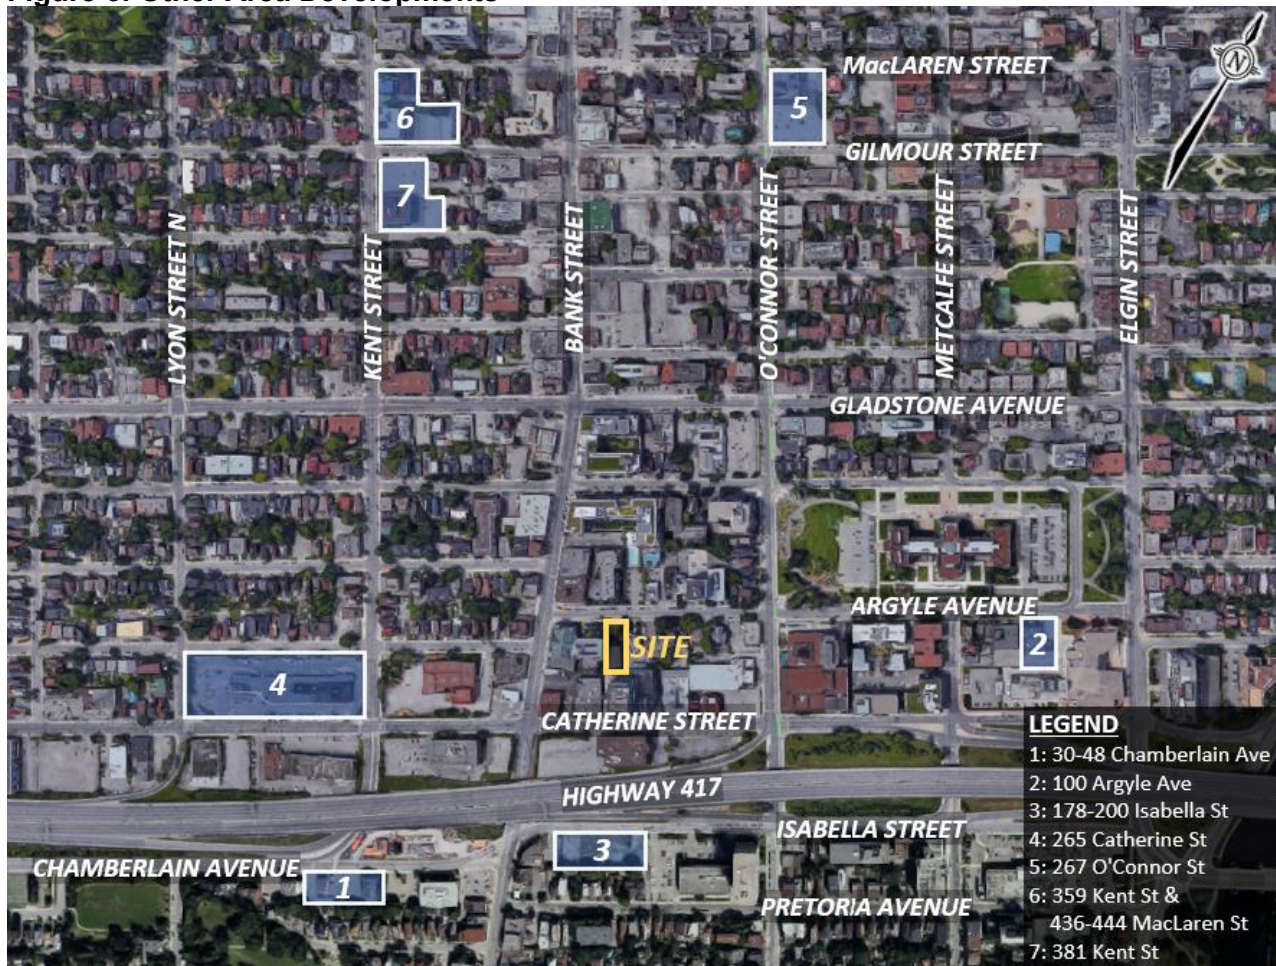 MacLAREN STREET
N
6
5
GILMOUR STREET
7
LYON STREET N
KENT STREET
BANK STREET
O'CONNOR STREET
METCALFE STREET
ELGIN STREET
GLADSTONE AVENUE
ARGYLE AVENUE
SITE
2
4
CATHERINE STREET
HIGHWAY 417
ISABELLA STREET
3
CHAMBERLAIN AVENUE
1
PRETORIA AVENUE
LEGEND
1: 30-48 Chamberlain Ave
2: 100 Argyle Ave
3: 178-200 Isabella St
4: 265 Catherine St
5: 267 O'Connor St
6: 359 Kent St &
436-444 MacLaren St
7: 381 Kent St